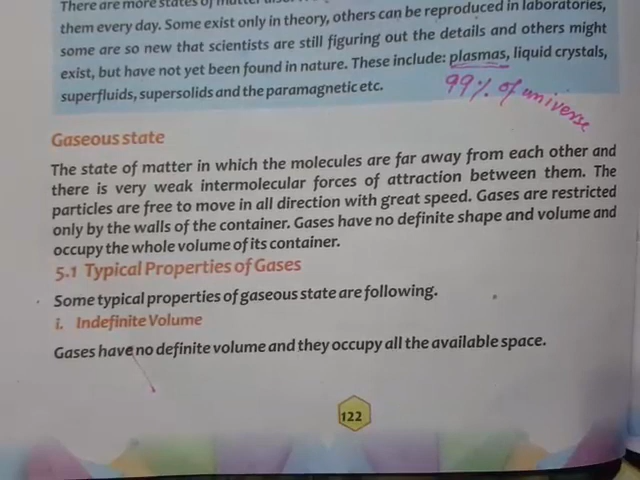 There are more states of matter
laboratories,
them every day. Some exist only in theory, others can be reproduced in
some are so new that scientists are still figuring out the details and others might
exist, but have not yet been found in nature. These include: plasmas, liquid crystals,
superfluids, supersolids and the paramagnetic etc.
99% of universe
Gaseous state
The state of matter in which the molecules are far away from each other and
there is very weak intermolecular forces of attraction between them. The
particles are free to move in all direction with great speed. Gases are restricted
only by the walls of the container. Gases have no definite shape and volume and
occupy the whole volume of its container.
5.1 Typical Properties of Gases
Some typical properties of gaseous state are following.
i. Indefinite Volume
Gases have no definite volume and they occupy all the available space.
122